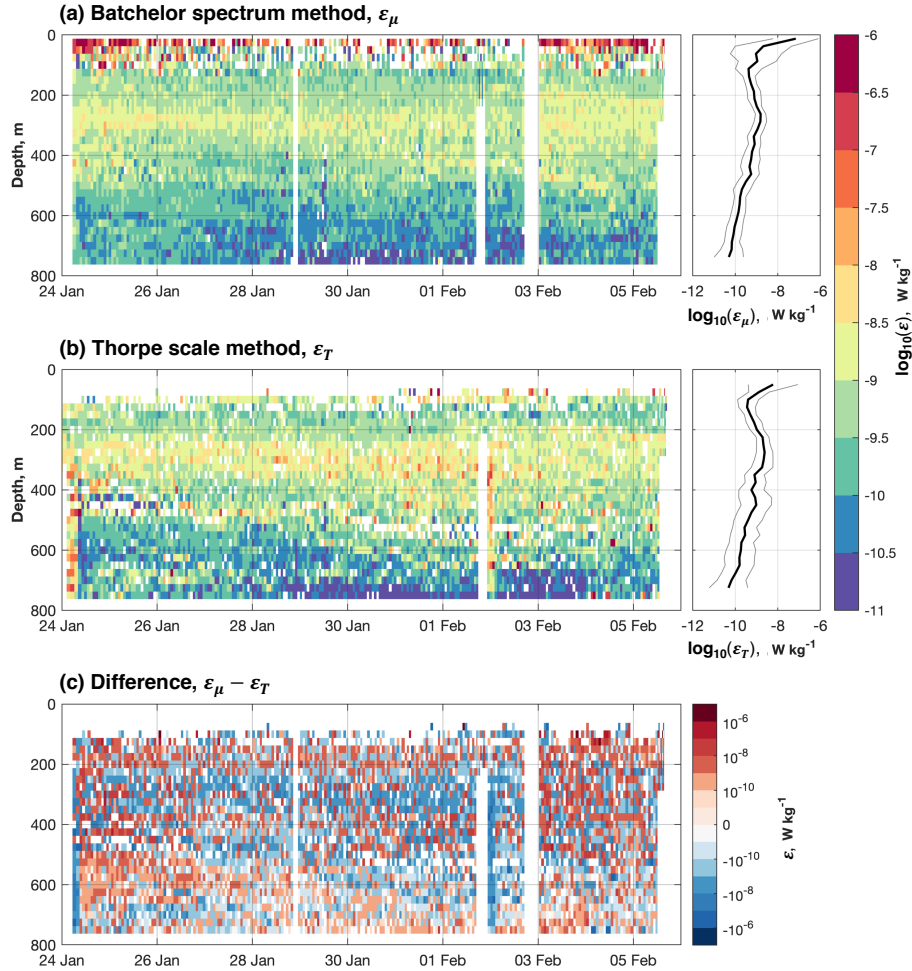 (a) Batchelor spectrum method, εμ
0
200
400
600
800
Depth, m
24 Jan 26 Jan 28 Jan 30 Jan 01 Feb 03 Feb 05 Feb
-12 -10 -8 -6
log10(εμ), W kg-1
(b) Thorpe scale method, εT
0
200
400
600
800
Depth, m
24 Jan 26 Jan 28 Jan 30 Jan 01 Feb 03 Feb 05 Feb
-12 -10 -8 -6
log10(εT), W kg-1
-6
-6.5
-7
-7.5
-8
-8.5
-9
-9.5
-10
-10.5
-11
log10(ε), W kg-1
(c) Difference, εμ − εT
0
200
400
600
800
Depth, m
24 Jan 26 Jan 28 Jan 30 Jan 01 Feb 03 Feb 05 Feb
10-6
10-8
10-10
0
-10-10
-10-8
-10-6
ε, W kg-1